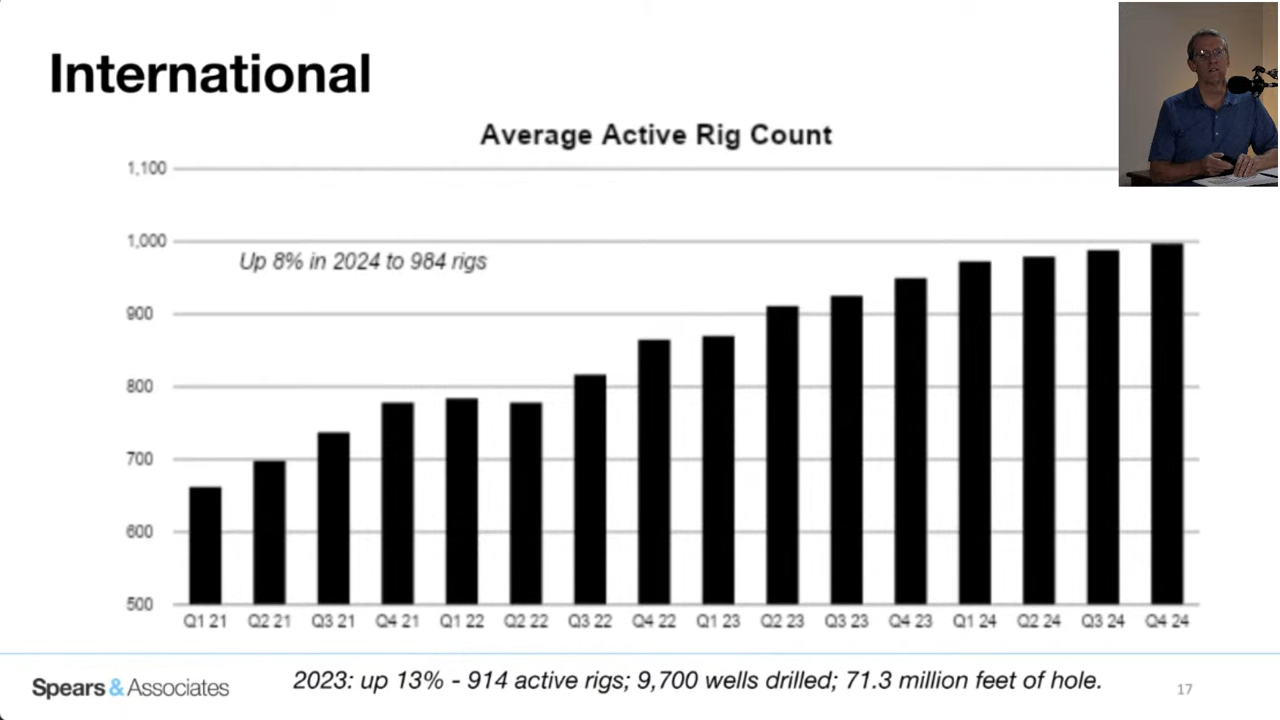 International
Average Active Rig Count
1,100
1,000
Up 8% in 2024 to 984 rigs
900
800
700
600
500
Q1 21 Q2 21 Q3 21 Q4 21 Q1 22 Q2 22 Q3 22 Q4 22 Q1 23 Q2 23 Q3 23 Q4 23 Q1 24 Q2 24 Q3 24 Q4 24
2023: up 13% - 914 active rigs; 9,700 wells drilled; 71.3 million feet of hole.
Spears & Associates
17